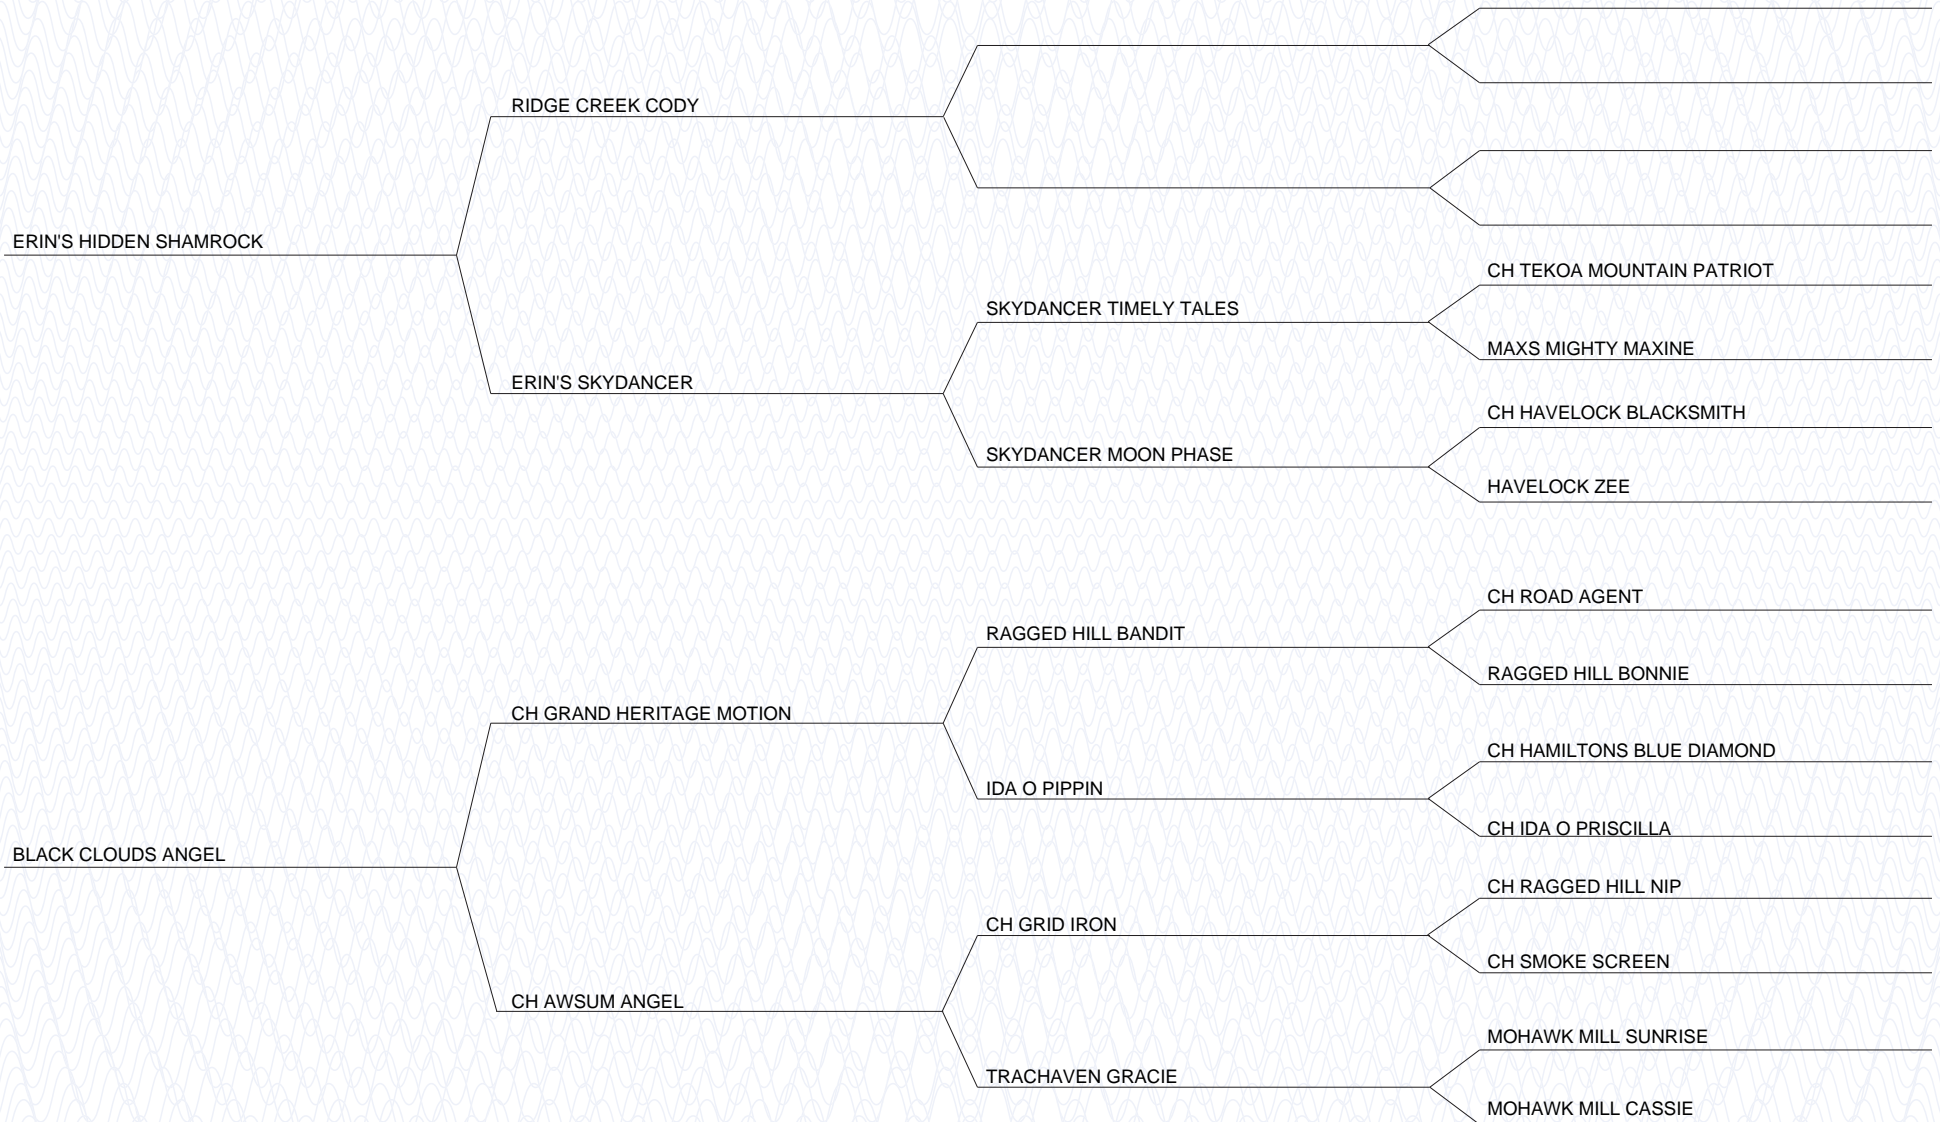 RIDGE CREEK CODY
ERIN'S HIDDEN SHAMROCK
CH TEKOA MOUNTAIN PATRIOT
SKYDANCER TIMELY TALES
MAXS MIGHTY MAXINE
ERIN'S SKYDANCER
CH HAVELOCK BLACKSMITH
SKYDANCER MOON PHASE
HAVELOCK ZEE
CH ROAD AGENT
RAGGED HILL BANDIT
RAGGED HILL BONNIE
CH GRAND HERITAGE MOTION
CH HAMILTONS BLUE DIAMOND
IDA O PIPPIN
CH IDA O PRISCILLA
BLACK CLOUDS ANGEL
CH RAGGED HILL NIP
CH GRID IRON
CH SMOKE SCREEN
CH AWSUM ANGEL
MOHAWK MILL SUNRISE
TRACHAVEN GRACIE
MOHAWK MILL CASSIE